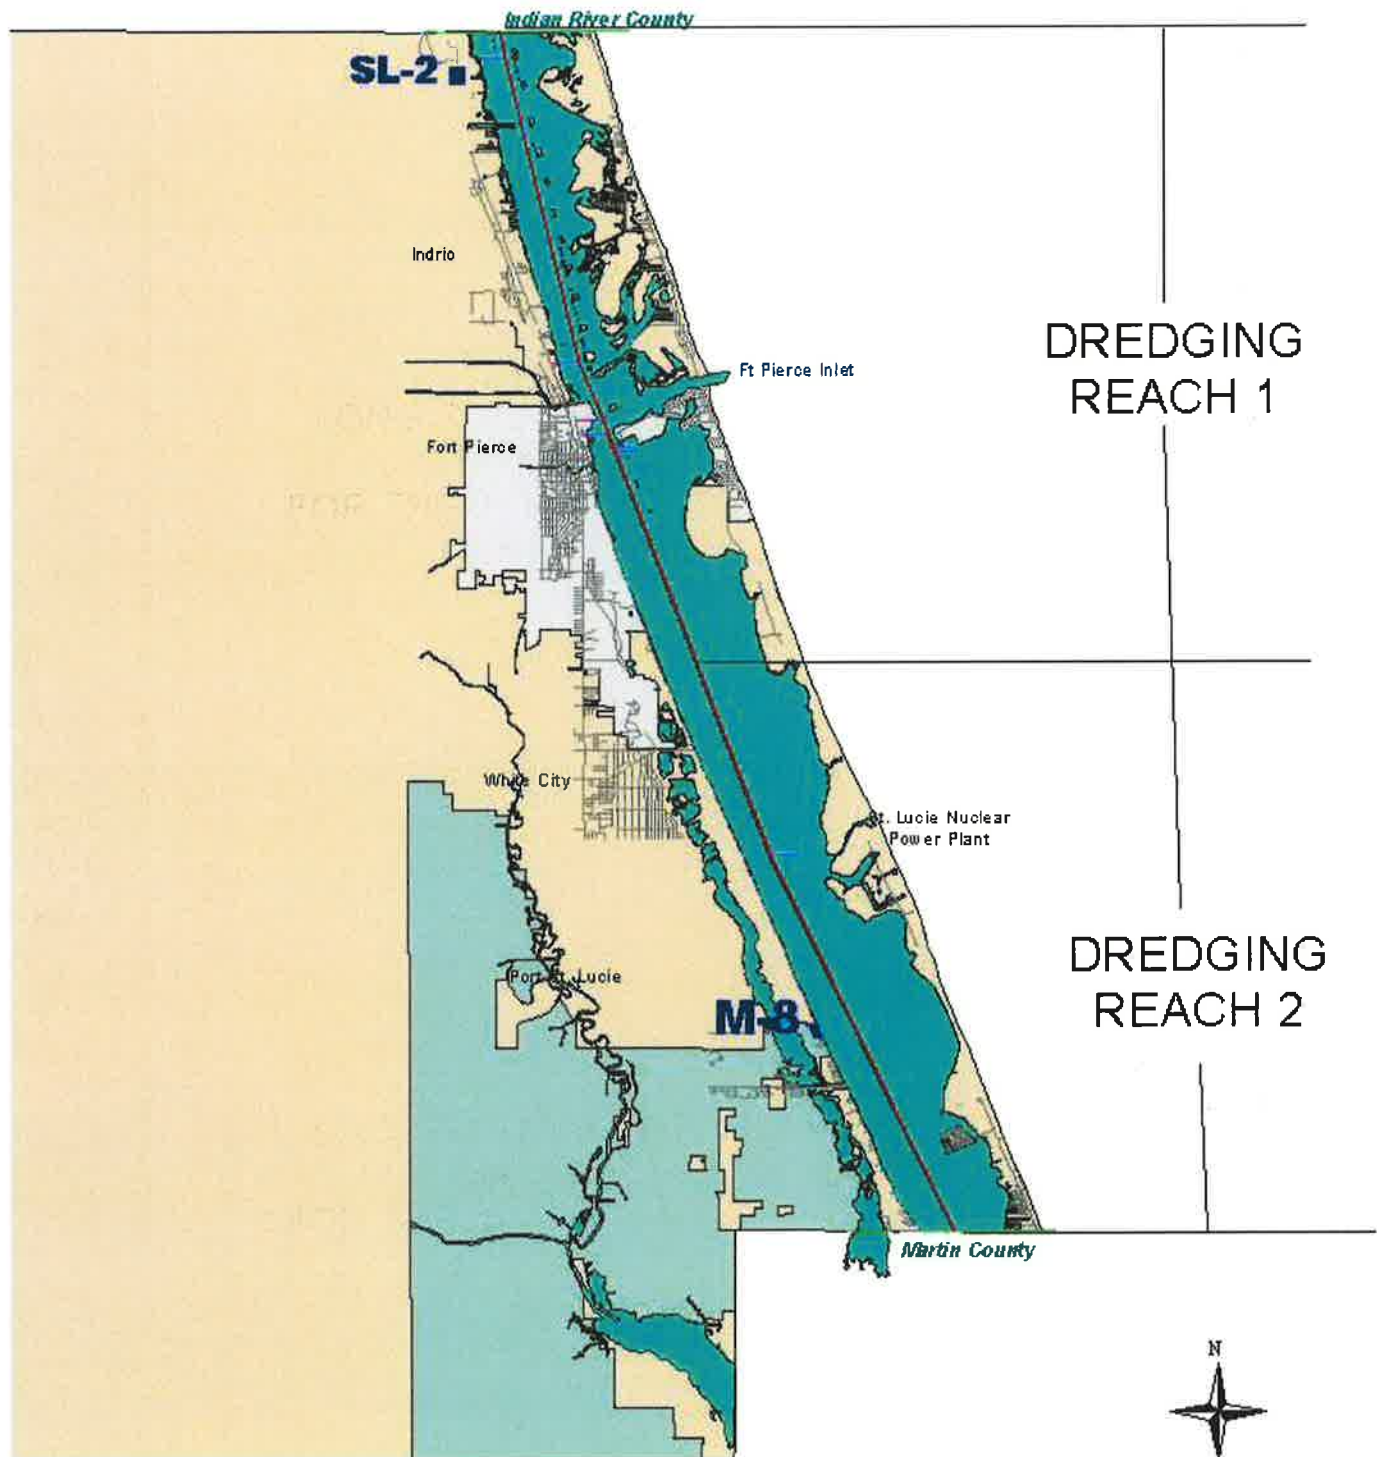 Indian River County
SL-2
Indrio
DREDGING
REACH 1
Ft Pierce Inlet
Fort Pierce
White City
St. Lucie Nuclear
Power Plant
DREDGING
REACH 2
Port St. Lucie
M-8
Martin County
N